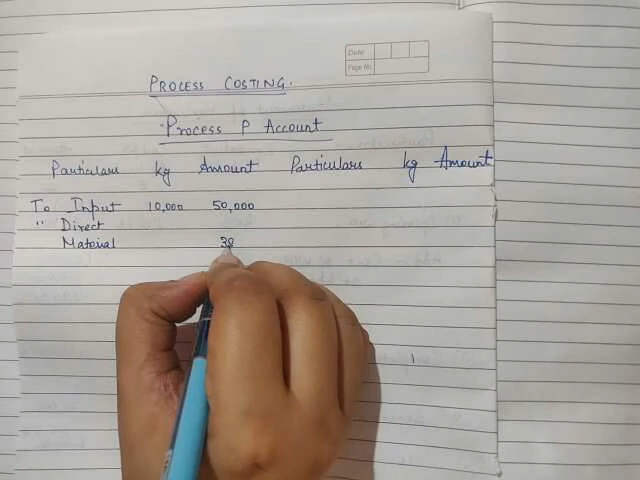 Date
Page No.
PROCESS COSTING.
PROCESS P ACCOUNT
Particulars kg Amount Particulars kg Amount
To Input 10,000 50,000
" Direct
Material 38